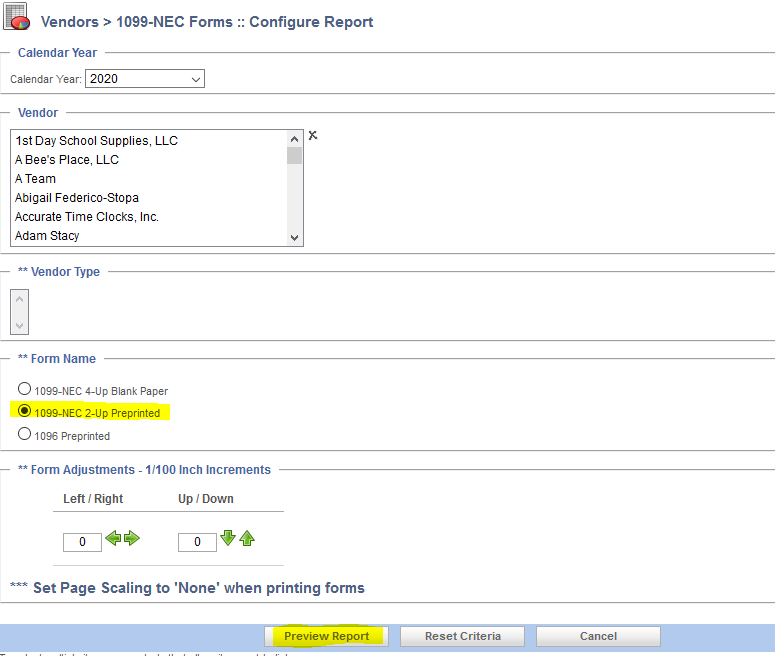 Vendors > 1099-NEC Forms :: Configure Report
Calendar Year
Calendar Year: 2020
Vendor
1st Day School Supplies, LLC
A Bee's Place, LLC
A Team
Abigail Federico-Stopa
Accurate Time Clocks, Inc.
Adam Stacy
** Vendor Type
** Form Name
1099-NEC 4-Up Blank Paper
1099-NEC 2-Up Preprinted
1096 Preprinted
** Form Adjustments - 1/100 Inch Increments
Left / Right Up / Down
0 0
*** Set Page Scaling to 'None' when printing forms
Preview Report Reset Criteria Cancel